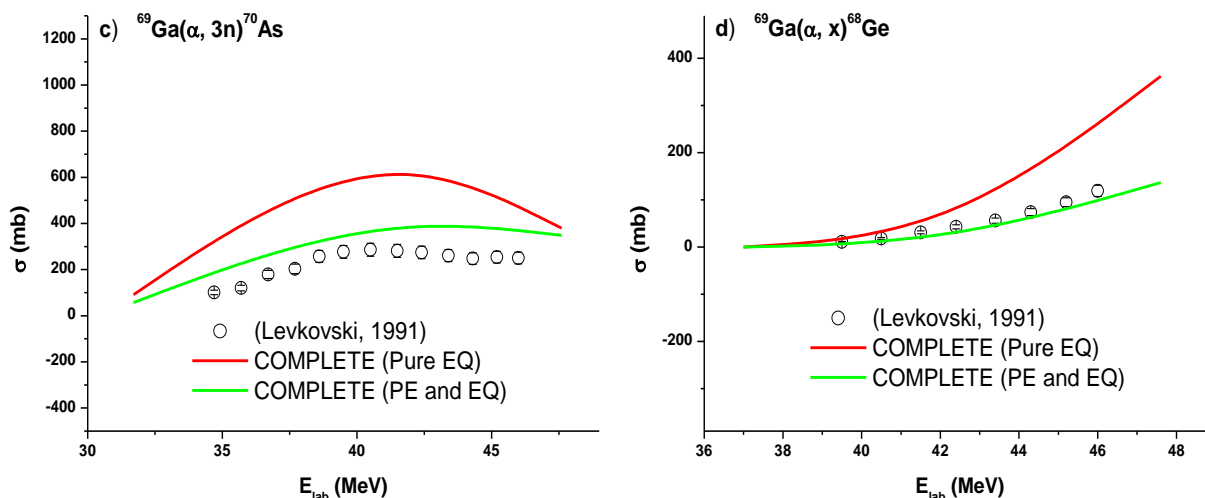 c) ⁶⁹Ga(α, 3n)⁷⁰As
1200
1000
800
600
400
200
0
-200
-400
σ (mb)
(Levkovski, 1991)
COMPLETE (Pure EQ)
COMPLETE (PE and EQ)
30 35 40 45
E_lab (MeV)
d) ⁶⁹Ga(α, x)⁶⁸Ge
400
200
0
-200
σ (mb)
(Levkovski, 1991)
COMPLETE (Pure EQ)
COMPLETE (PE and EQ)
36 38 40 42 44 46 48
E_lab (MeV)